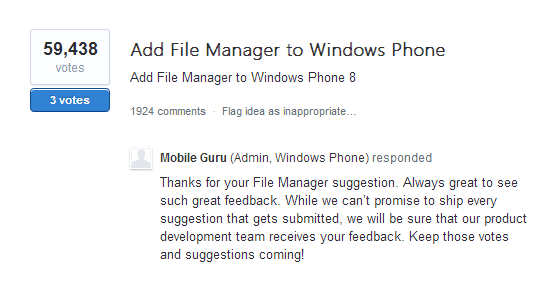 59,438
votes
3 votes
Add File Manager to Windows Phone
Add File Manager to Windows Phone 8
1924 comments · Flag idea as inappropriate…
Mobile Guru (Admin, Windows Phone) responded
Thanks for your File Manager suggestion. Always great to see
such great feedback. While we can’t promise to ship every
suggestion that gets submitted, we will be sure that our product
development team receives your feedback. Keep those votes
and suggestions coming!